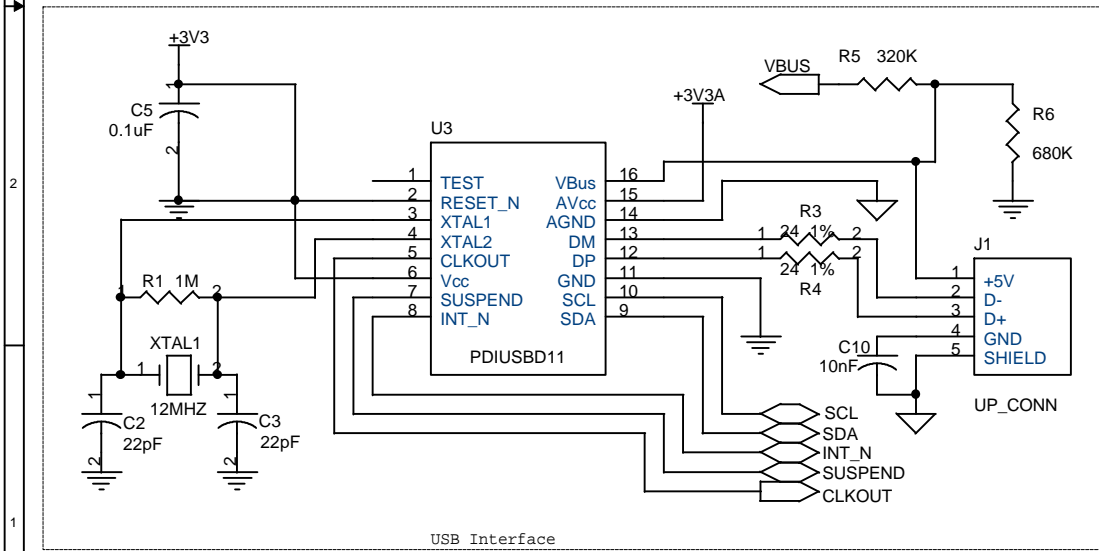 +3V3
1
C5
0.1uF
2
2
1
U3
1 TEST
2 RESET_N
3 XTAL1
4 XTAL2
5 CLKOUT
6 Vcc
7 SUSPEND
8 INT_N
VBus 16
AVcc 15
AGND 14
DM 13
DP 12
GND 11
SCL 10
SDA 9
PDIUSBD11
+3V3A
VBUS
R5 320K
R6
680K
R3
1 24 1% 2
1 24 1% 2
R4
J1
1 +5V
2 D-
3 D+
4 GND
5 SHIELD
UP_CONN
C10
10nF
1 R1 1M 2
XTAL1
1 2
12MHZ
1
C2
22pF
2
1
C3
22pF
2
SCL
SDA
INT_N
SUSPEND
CLKOUT
USB Interface